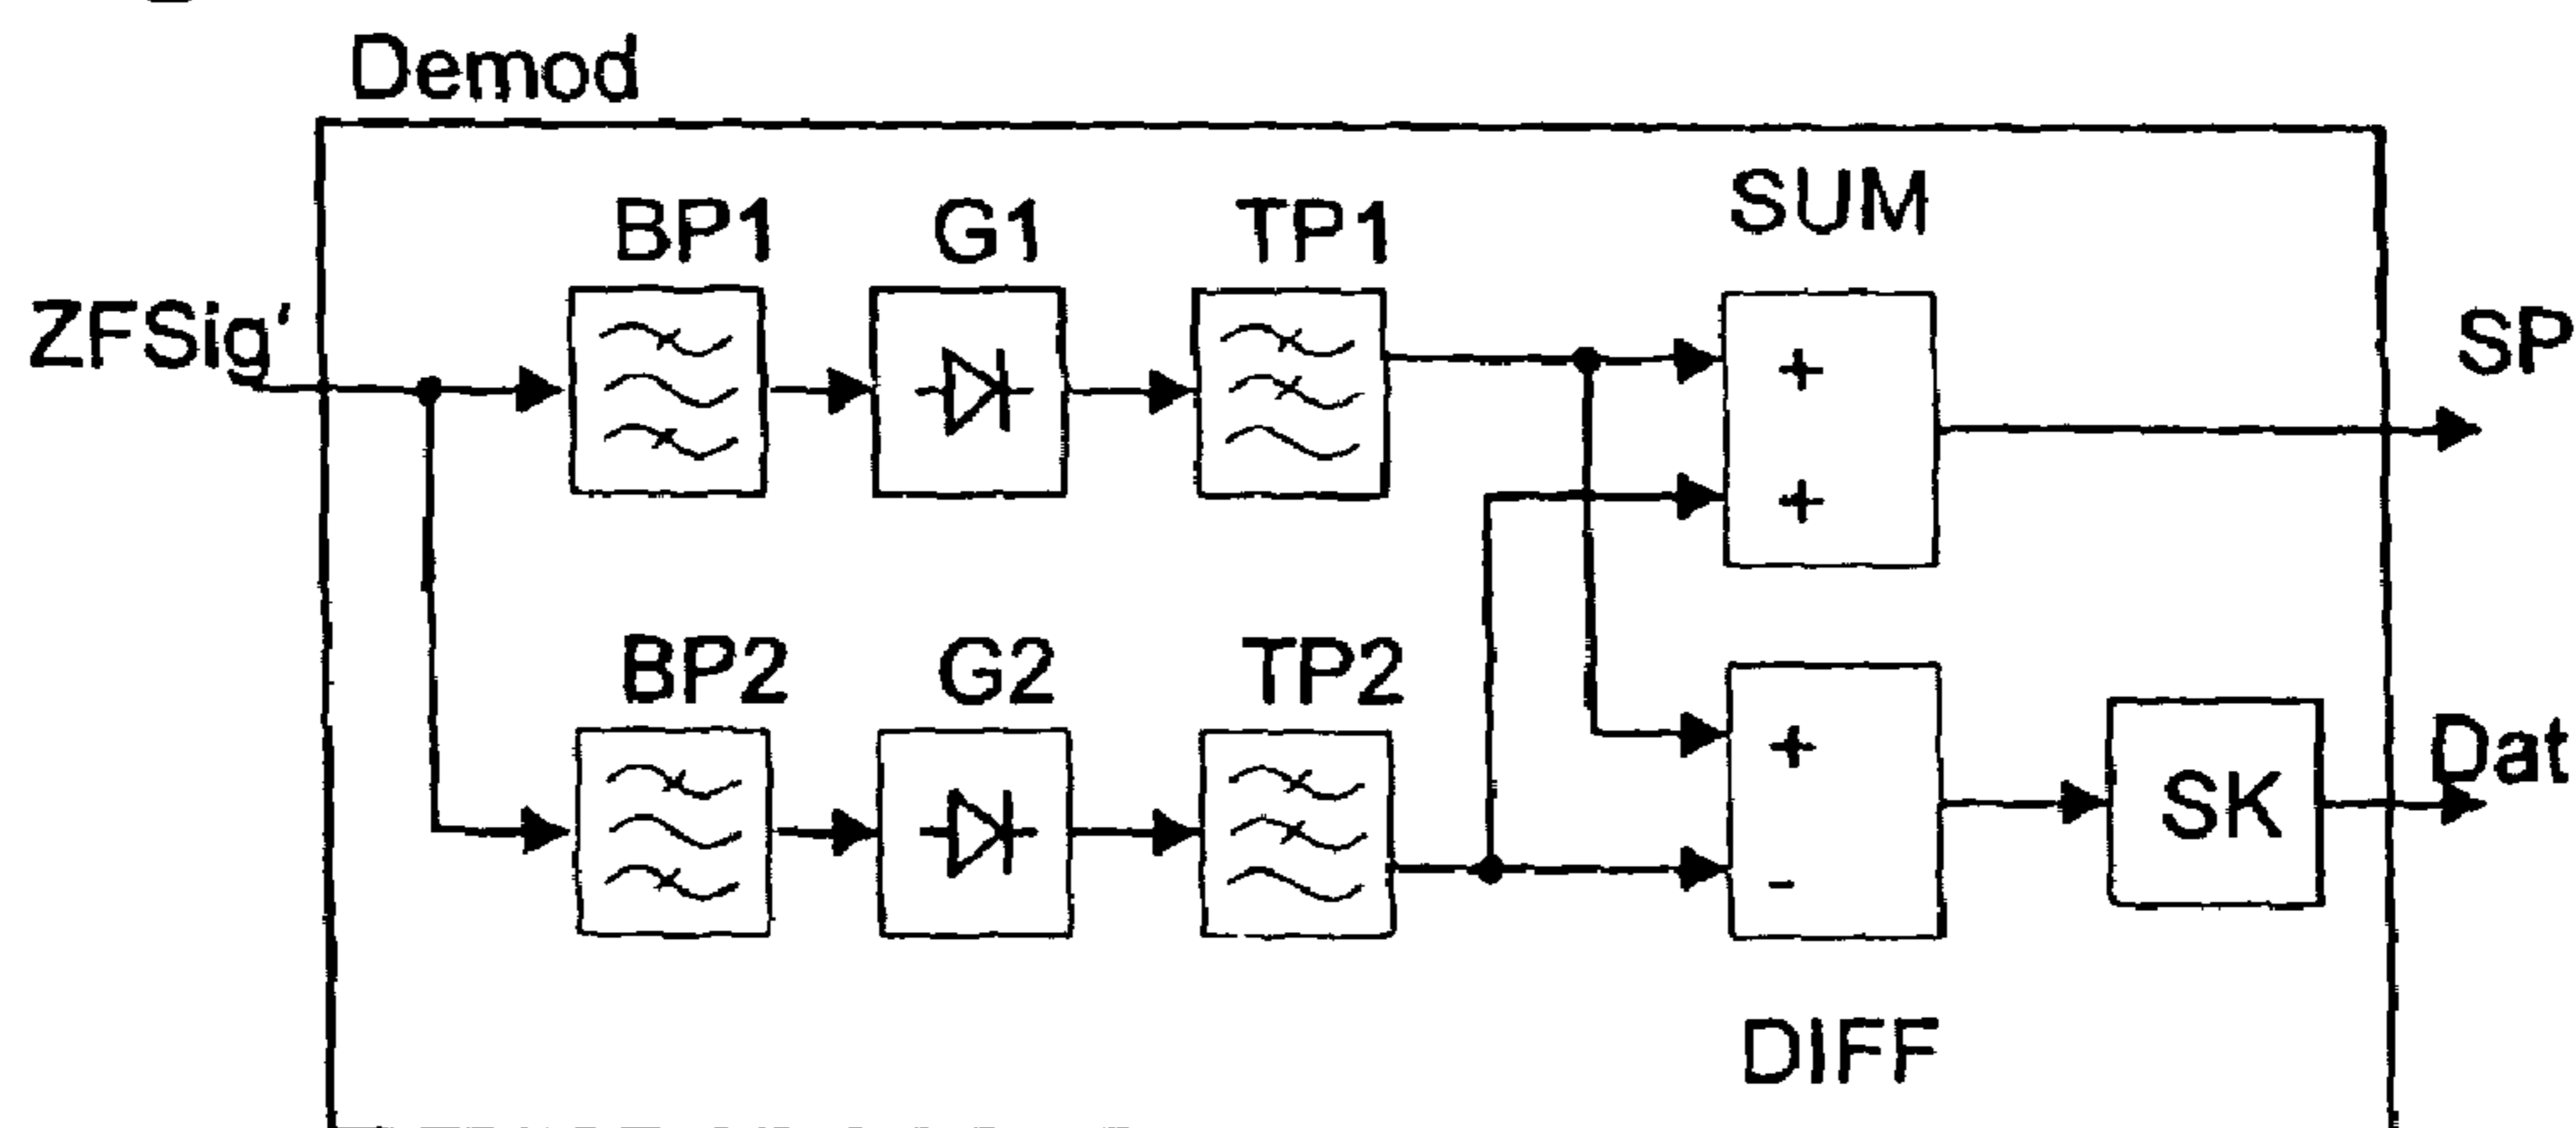 Demod
BP1 G1 TP1 SUM
ZFSig' SP
+
+
BP2 G2 TP2
+
-
SK
Dat
DIFF